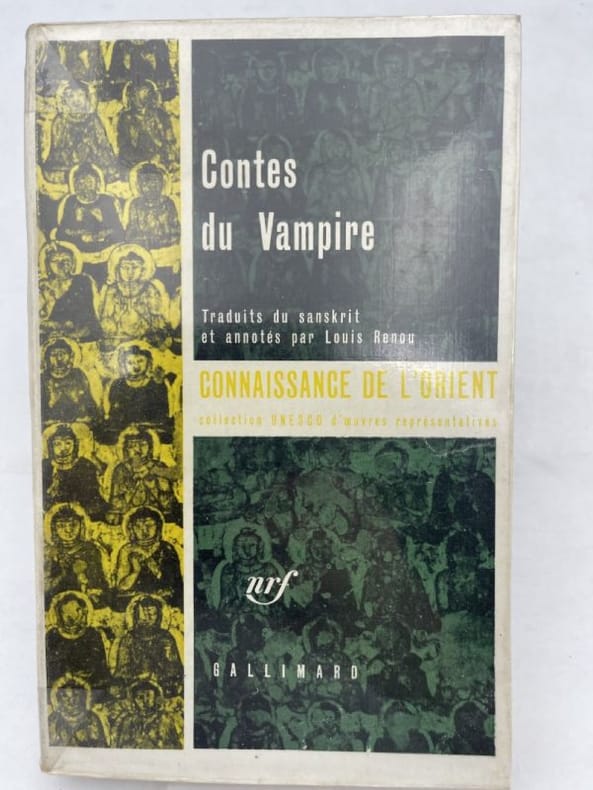 Contes
du Vampire
Traduits du sanskrit
et annotés par Louis Renou
CONNAISSANCE DE L'ORIENT
collection UNESCO d'œuvres représentatives
nrf
GALLIMARD